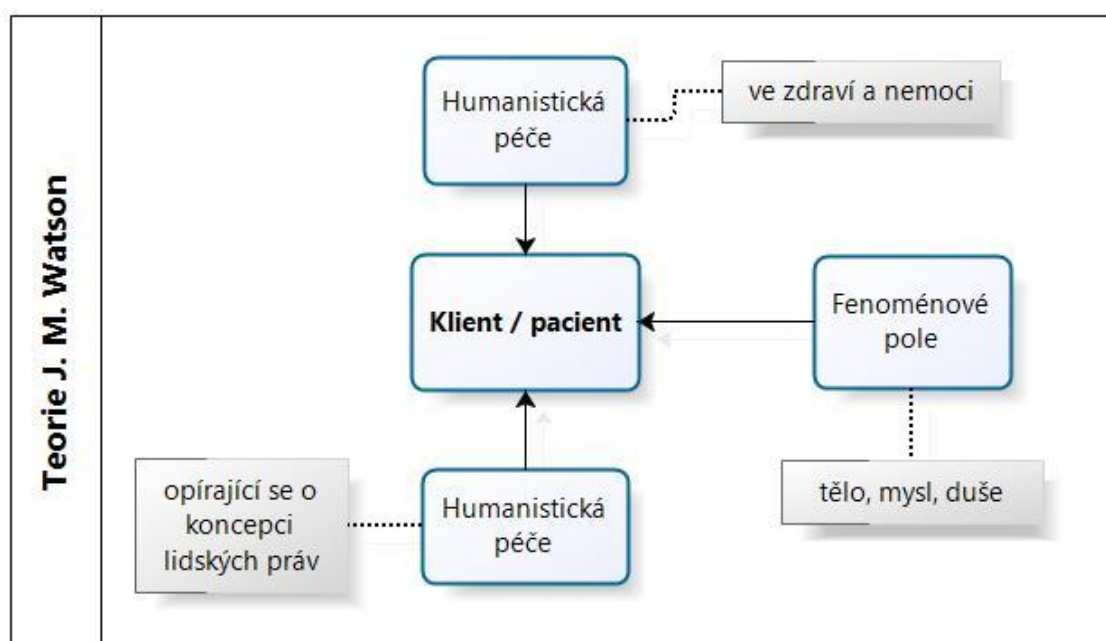 Teorie J. M. Watson
Humanistická
péče
ve zdraví a nemoci
Klient / pacient
Fenoménové
pole
tělo, mysl, duše
opírající se o
koncepci
lidských práv
Humanistická
péče